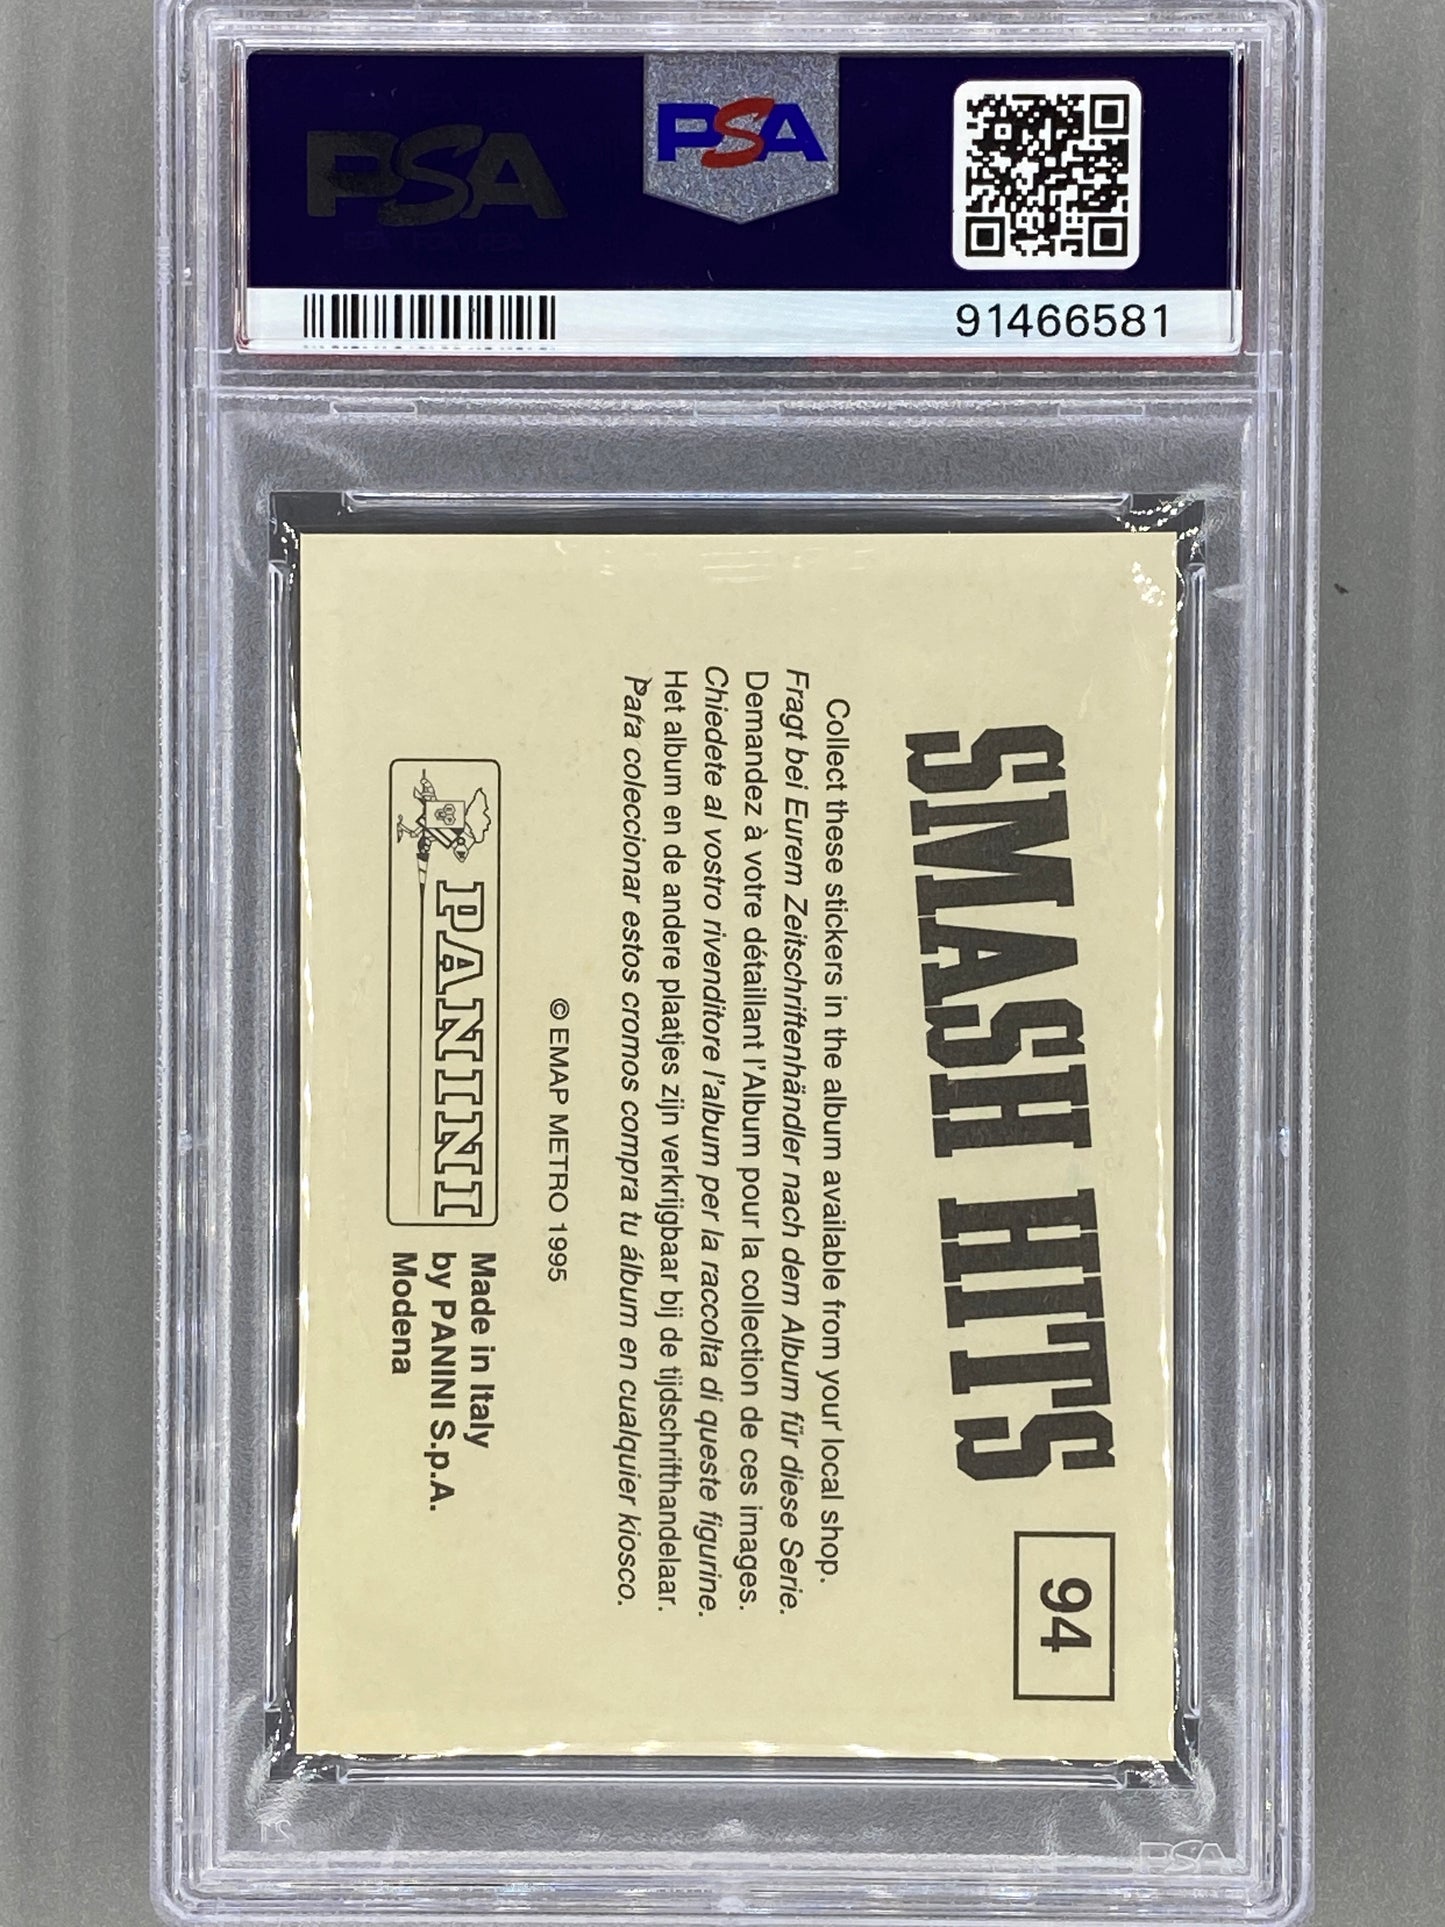 PSA
PSA
91466581
SMASH HITS
94
Collect these stickers in the album available from your local shop.
Fragt bei Eurem Zeitschriftenhändler nach dem Album für diese Serie.
Demandez à votre détaillant l'Album pour la collection de ces images.
Chiedete al vostro rivenditore l'album per la raccolta di queste figurine.
Het album en de andere plaatjes zijn verkrijgbaar bij de tijdschrifthandelaar.
Para coleccionar estos cromos compra tu álbum en cualquier kiosco.
© EMAP METRO 1995
PANINI
Made in Italy
by PANINI S.p.A.
Modena
PSA